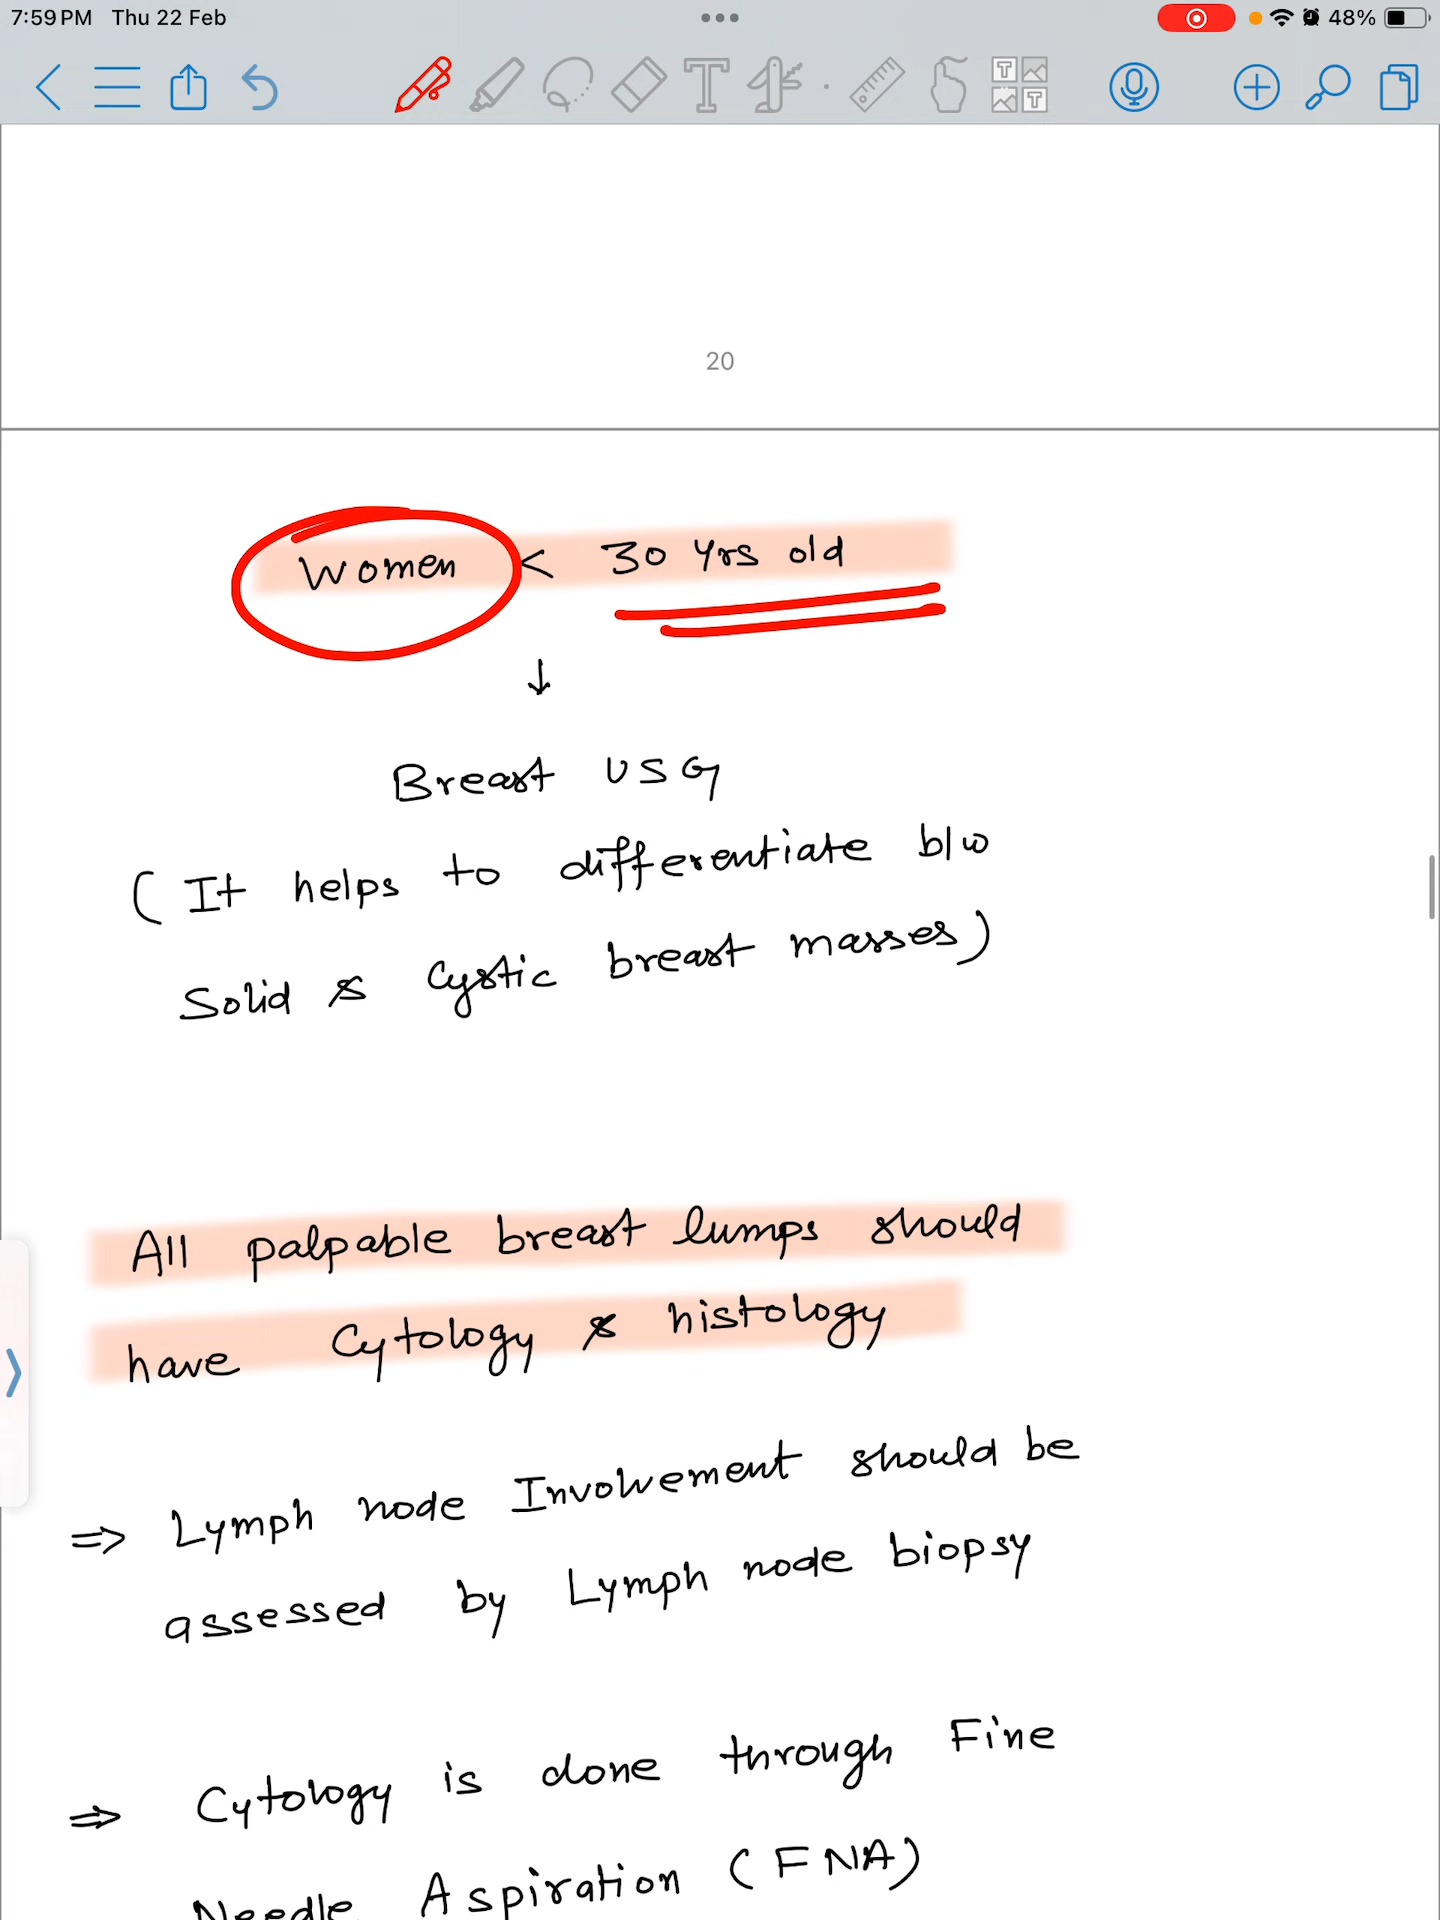 7:59 PM Thu 22 Feb
48%
20
Women < 30 Yrs old
↓
Breast USG
( It helps to differentiate b/w
Solid & Cystic breast masses)
All palpable breast lumps should
have Cytology & histology
⇒ Lymph node Involvement should be
assessed by Lymph node biopsy
⇒ Cytology is done through Fine
Needle Aspiration (FNA)